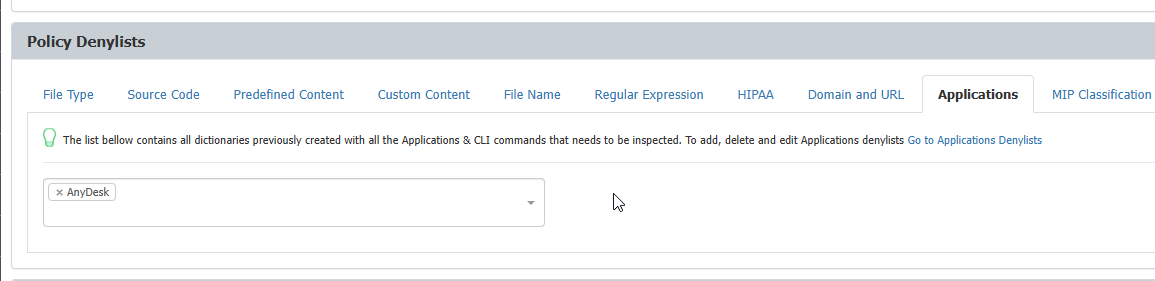 Policy Denylists
File Type Source Code Predefined Content Custom Content File Name Regular Expression HIPAA Domain and URL Applications MIP Classification
The list bellow contains all dictionaries previously created with all the Applications & CLI commands that needs to be inspected. To add, delete and edit Applications denylists Go to Applications Denylists
× AnyDesk